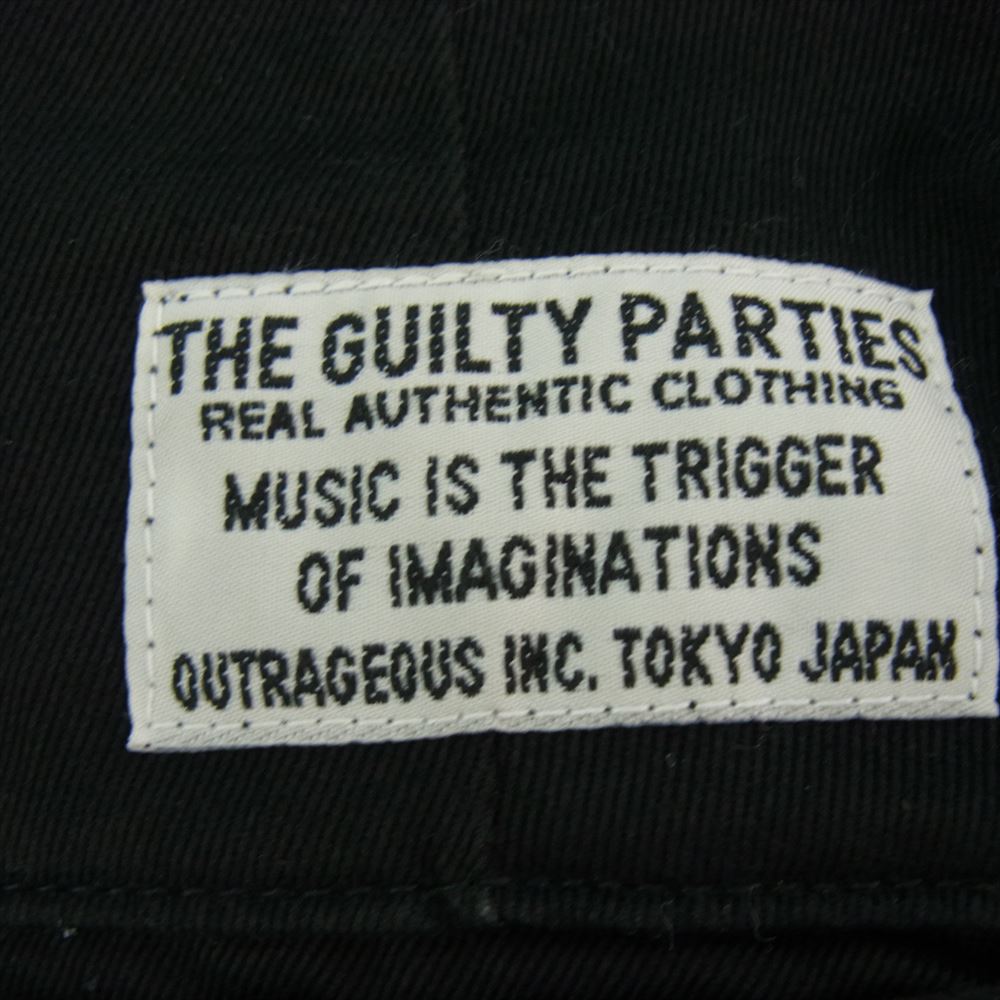 THE GUILTY PARTIES
REAL AUTHENTIC CLOTHING
MUSIC IS THE TRIGGER
OF IMAGINATIONS
OUTRAGEOUS INC. TOKYO JAPAN